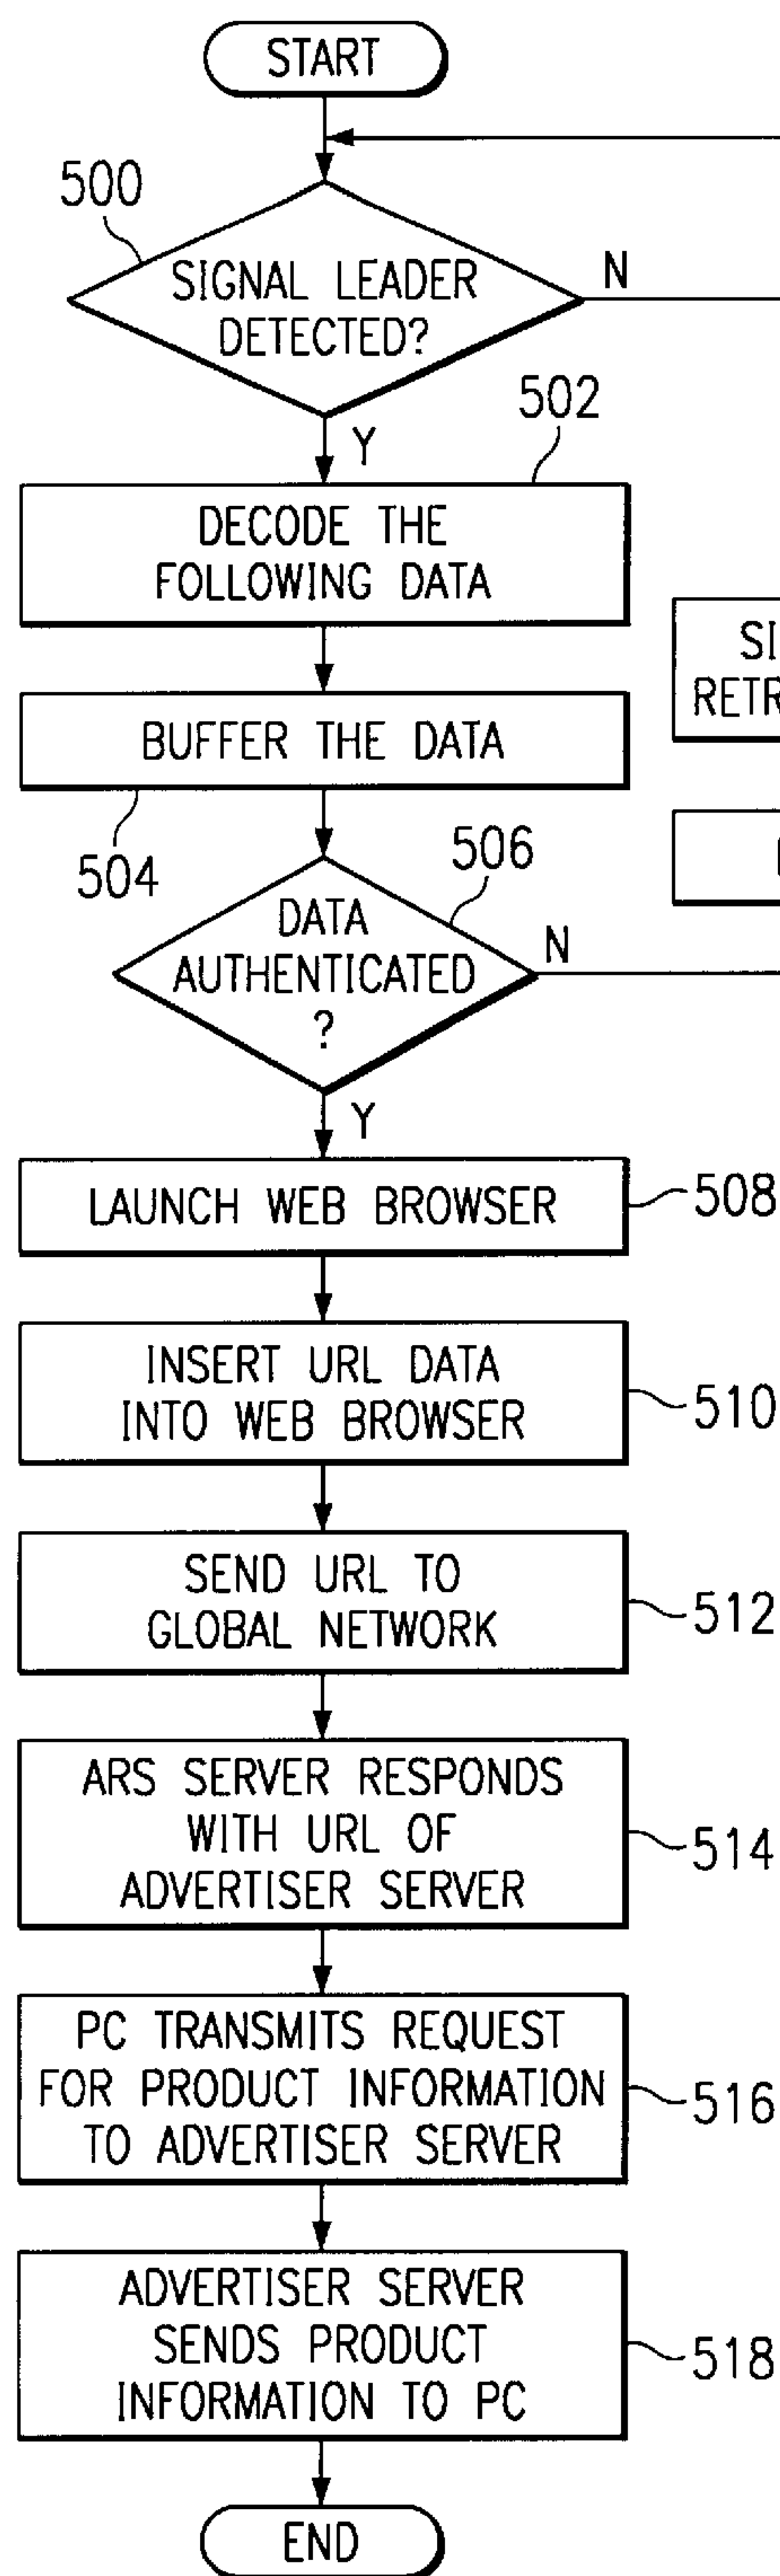 START
500
SIGNAL LEADER
DETECTED?
N
Y
502
DECODE THE
FOLLOWING DATA
BUFFER THE DATA
504
506
DATA
AUTHENTICATED
?
N
Y
LAUNCH WEB BROWSER
508
INSERT URL DATA
INTO WEB BROWSER
510
SEND URL TO
GLOBAL NETWORK
512
ARS SERVER RESPONDS
WITH URL OF
ADVERTISER SERVER
514
PC TRANSMITS REQUEST
FOR PRODUCT INFORMATION
TO ADVERTISER SERVER
516
ADVERTISER SERVER
SENDS PRODUCT
INFORMATION TO PC
518
END